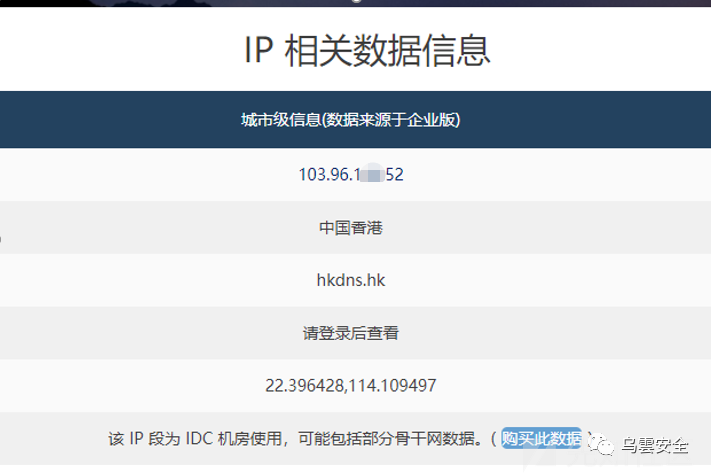 IP 相关数据信息
城市级信息(数据来源于企业版)
103.96.1 52
中国香港
hkdns.hk
请登录后查看
22.396428,114.109497
该 IP 段为 IDC 机房使用，可能包括部分骨干网数据。( 购买此数据 )
乌雲安全